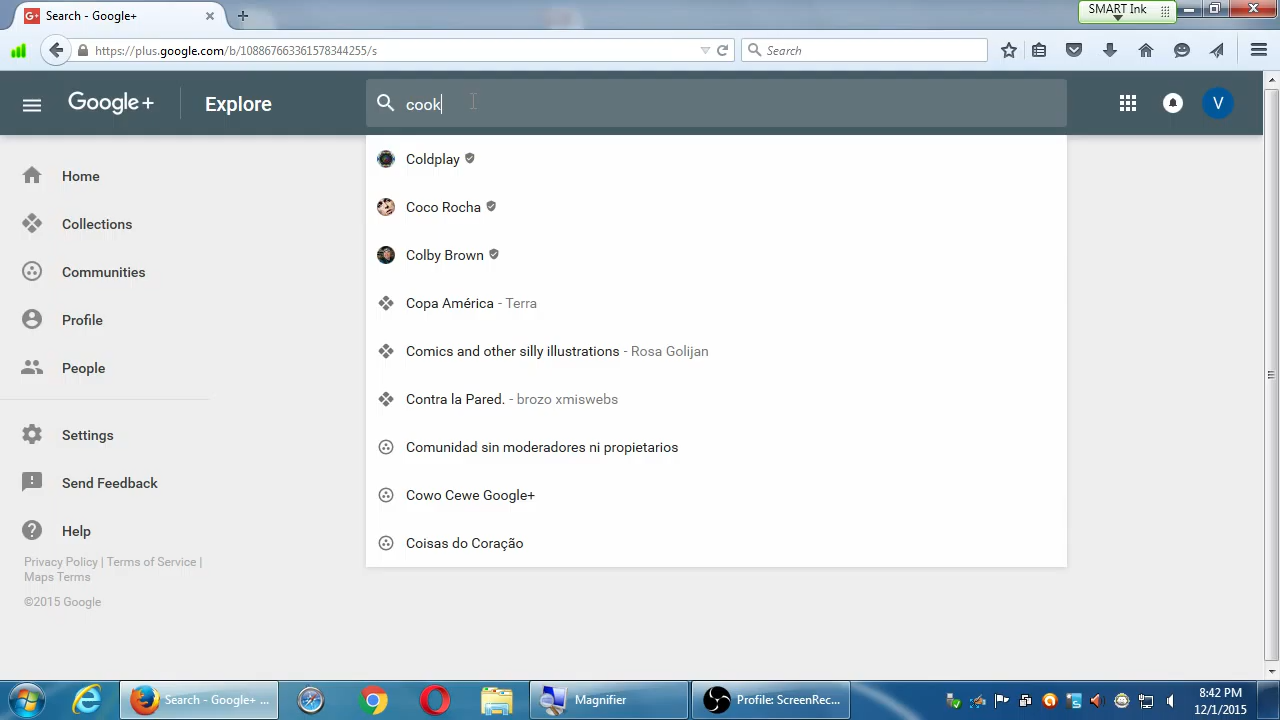 Search - Google+
SMART Ink
https://plus.google.com/b/108867663361578344255/s
Search
Google+
Explore
cook
V
Coldplay
Home
Coco Rocha
Collections
Colby Brown
Communities
Copa América - Terra
Profile
Comics and other silly illustrations - Rosa Golijan
People
Contra la Pared. - brozo xmiswebs
Settings
Comunidad sin moderadores ni propietarios
Send Feedback
Cowo Cewe Google+
Help
Coisas do Coração
Privacy Policy | Terms of Service |
Maps Terms
©2015 Google
Search - Google+ ...
Magnifier
Profile: ScreenRec...
8:42 PM
12/1/2015